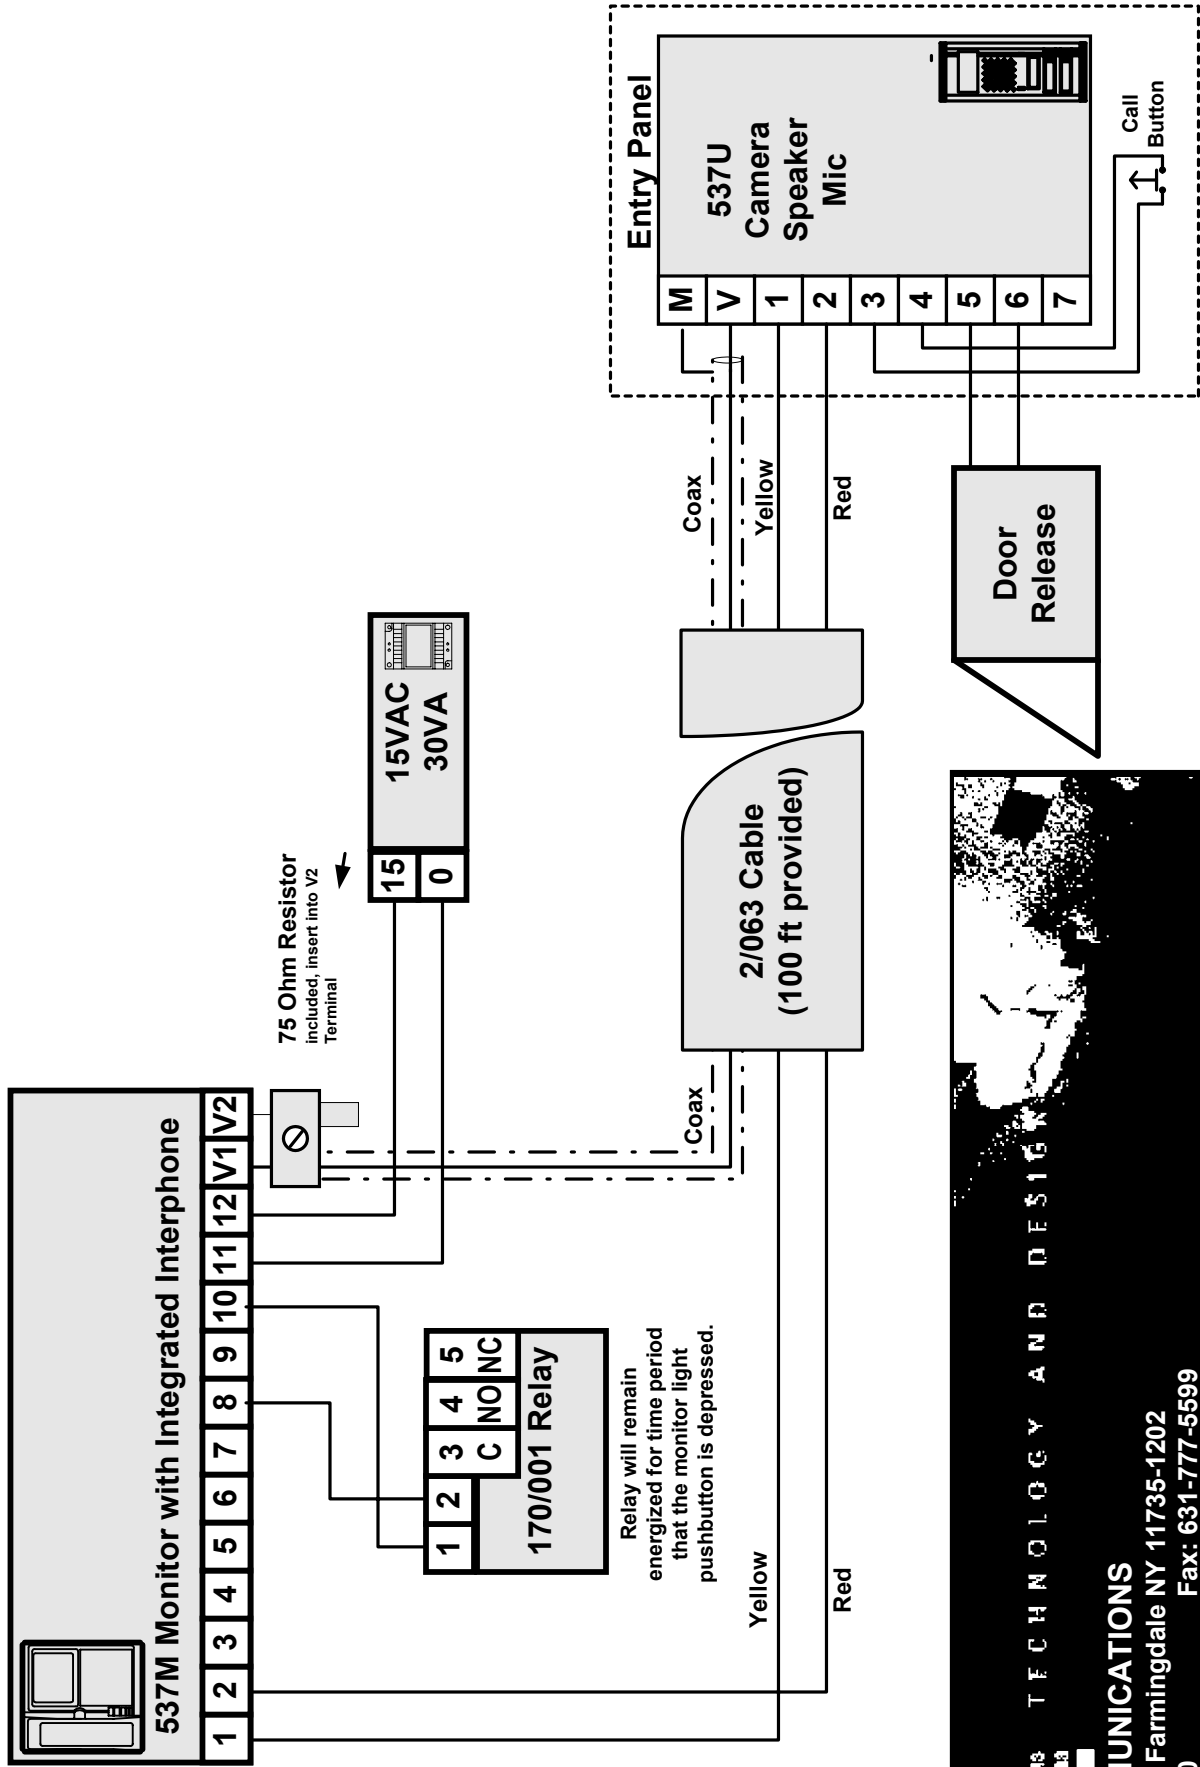 537M Monitor with Integrated Interphone
1 2 3 4 5 6 7 8 9 10 11 12 V1 V2
75 Ohm Resistor
included, insert into V2
Terminal
15
0
15VAC
30VA
1 2 3 4 5
C NO NC
170/001 Relay
Relay will remain
energized for time period
that the monitor light
pushbutton is depressed.
Yellow
Red
Coax
2/063 Cable
(100 ft provided)
Coax
Yellow
Red
Entry Panel
M
V
1
2
3
4
5
6
7
537U
Camera
Speaker
Mic
Call
Button
Door
Release
TECHNOLOGY AND DESIGN
MUNICATIONS
Farmingdale NY 11735-1202
Fax: 631-777-5599